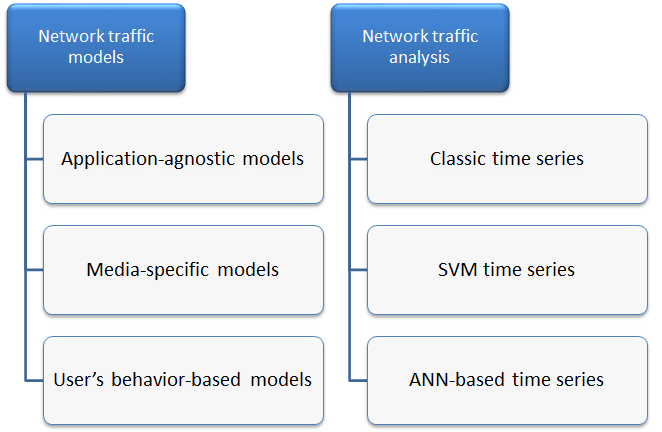 Network traffic
models
Application-agnostic models
Media-specific models
User’s behavior-based models
Network traffic
analysis
Classic time series
SVM time series
ANN-based time series